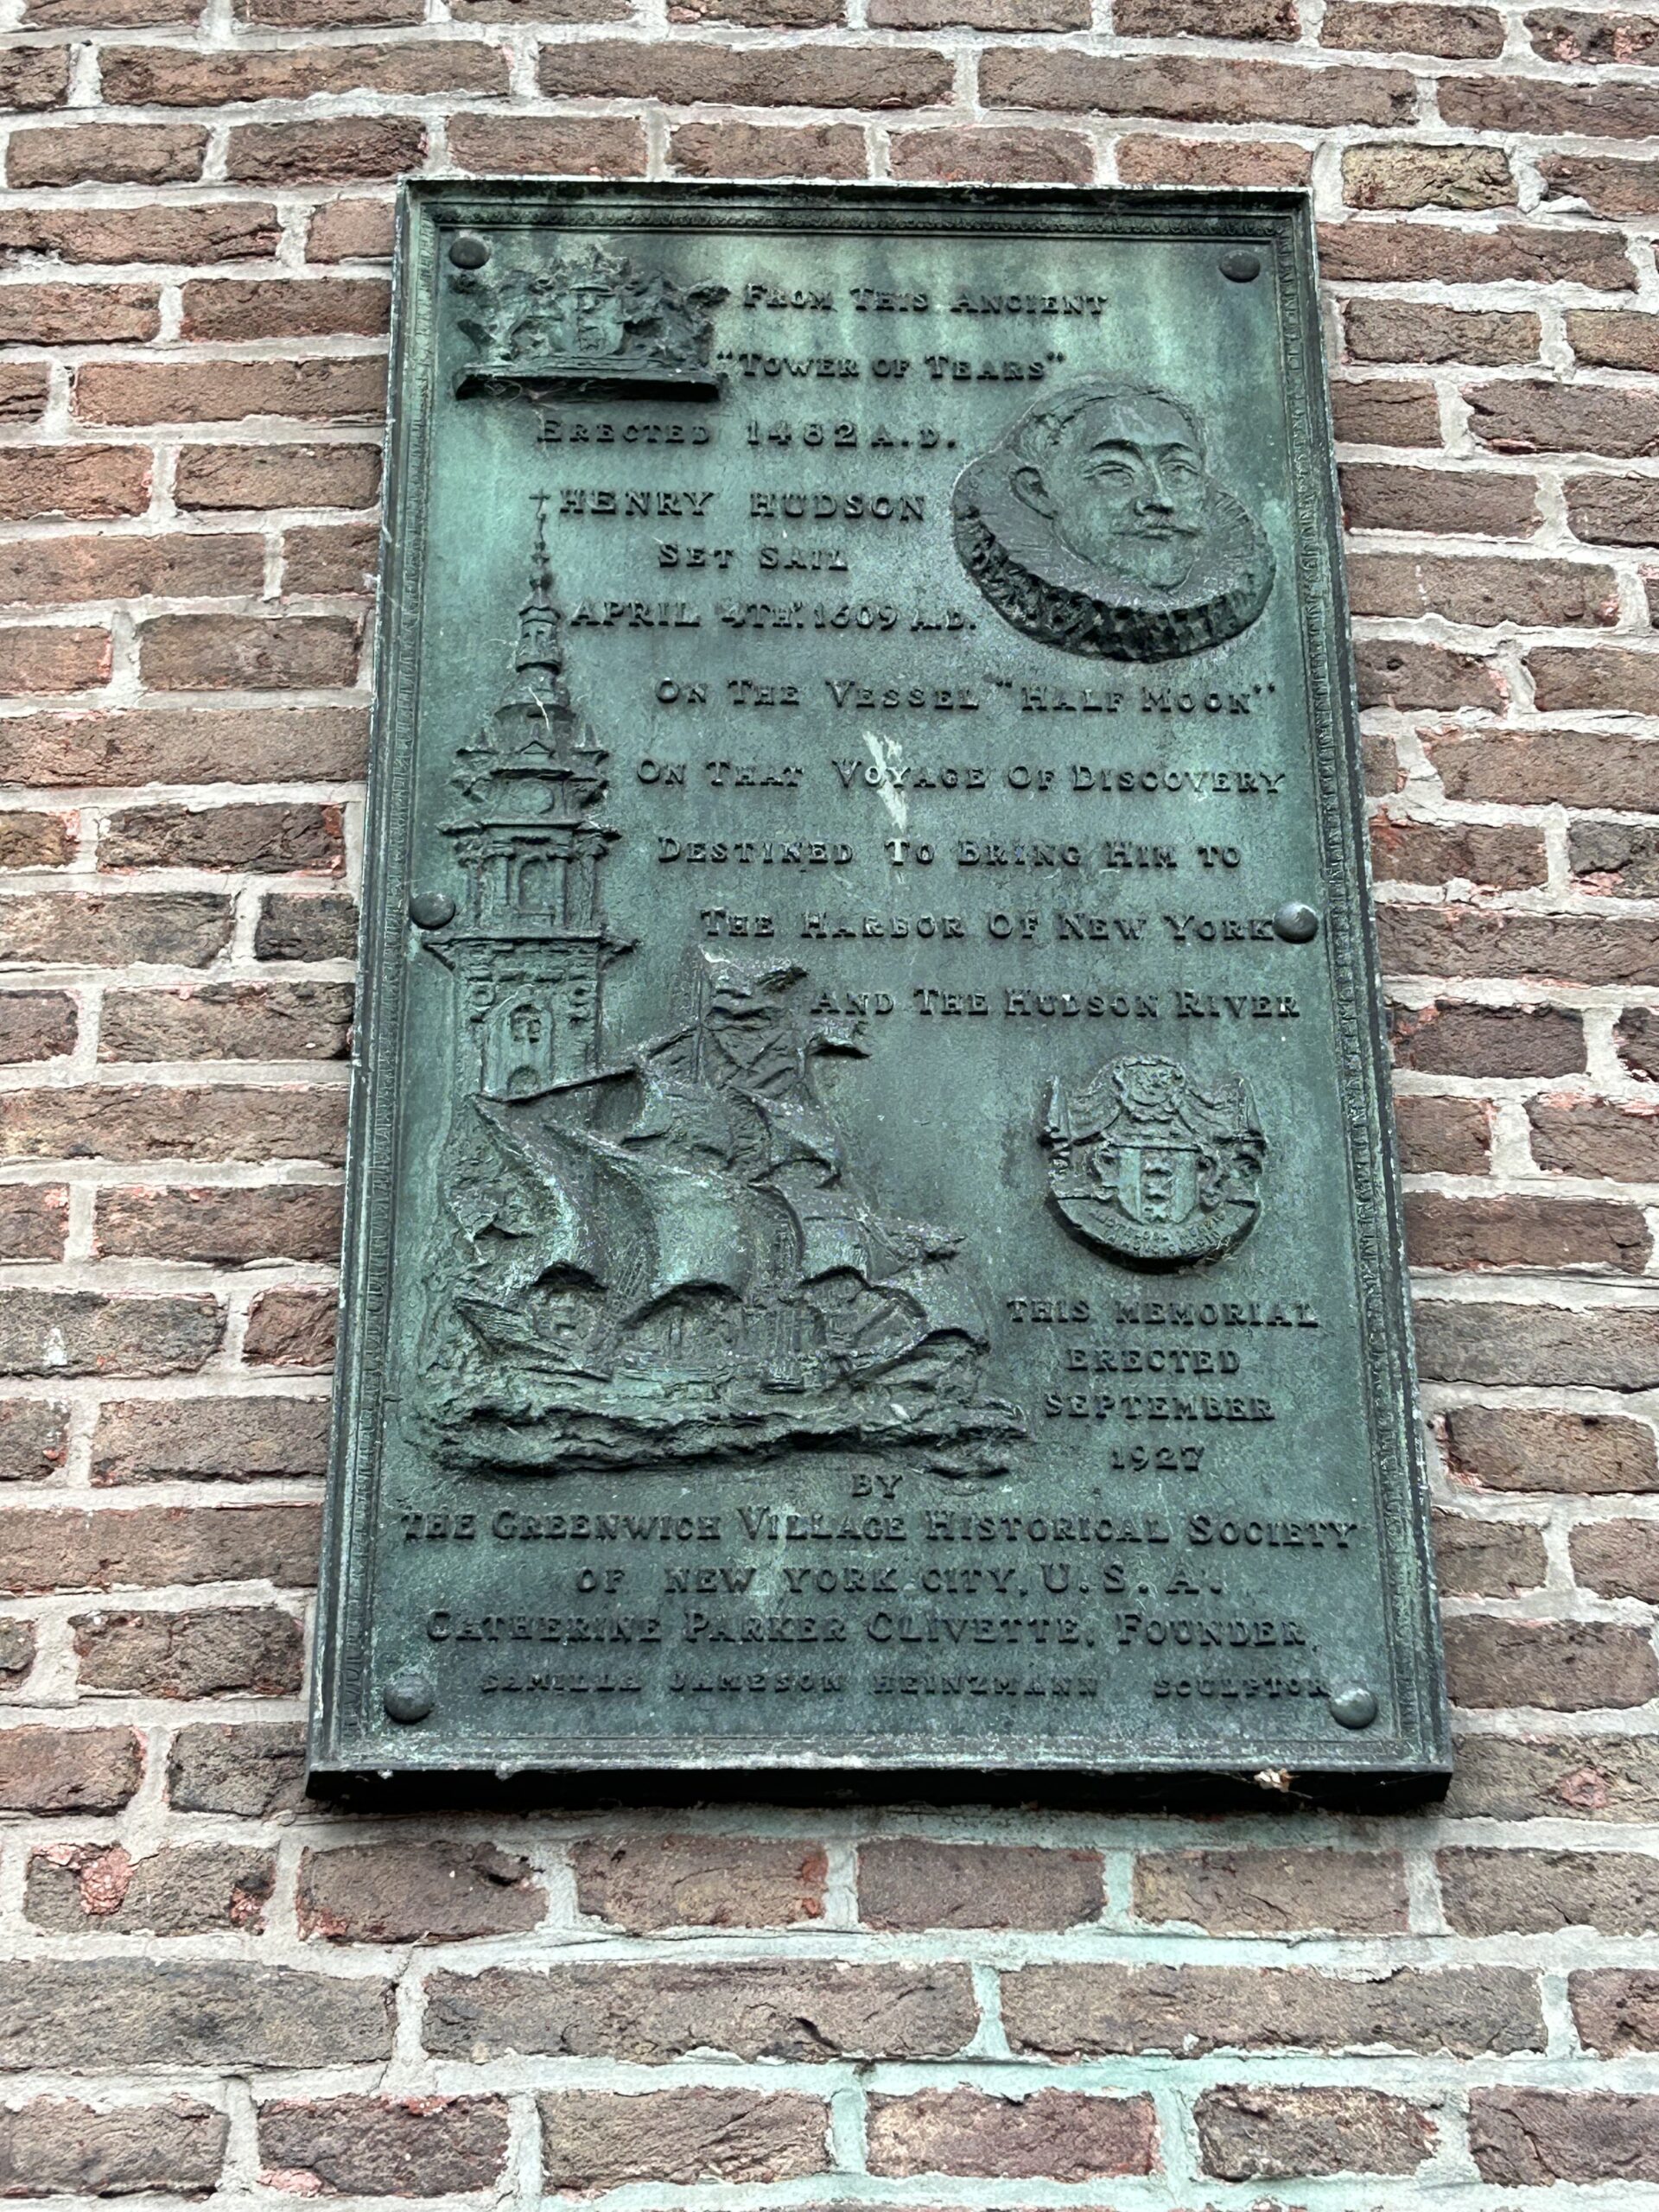 From This Ancient
"Tower of Tears"
Erected 1482 A.D.
HENRY HUDSON
SET SAIL
APRIL 4TH. 1609 A.D.
On The Vessel "Half Moon"
On That Voyage Of Discovery
Destined To Bring Him to
The Harbor Of New York
And The Hudson River
THIS MEMORIAL
ERECTED
SEPTEMBER
1927
BY
The Greenwich Village Historical Society
OF NEW YORK CITY, U.S.A.
Catherine Parker Clivette, Founder,
SAMILLA JAMESON HEINZMANN SCULPTOR